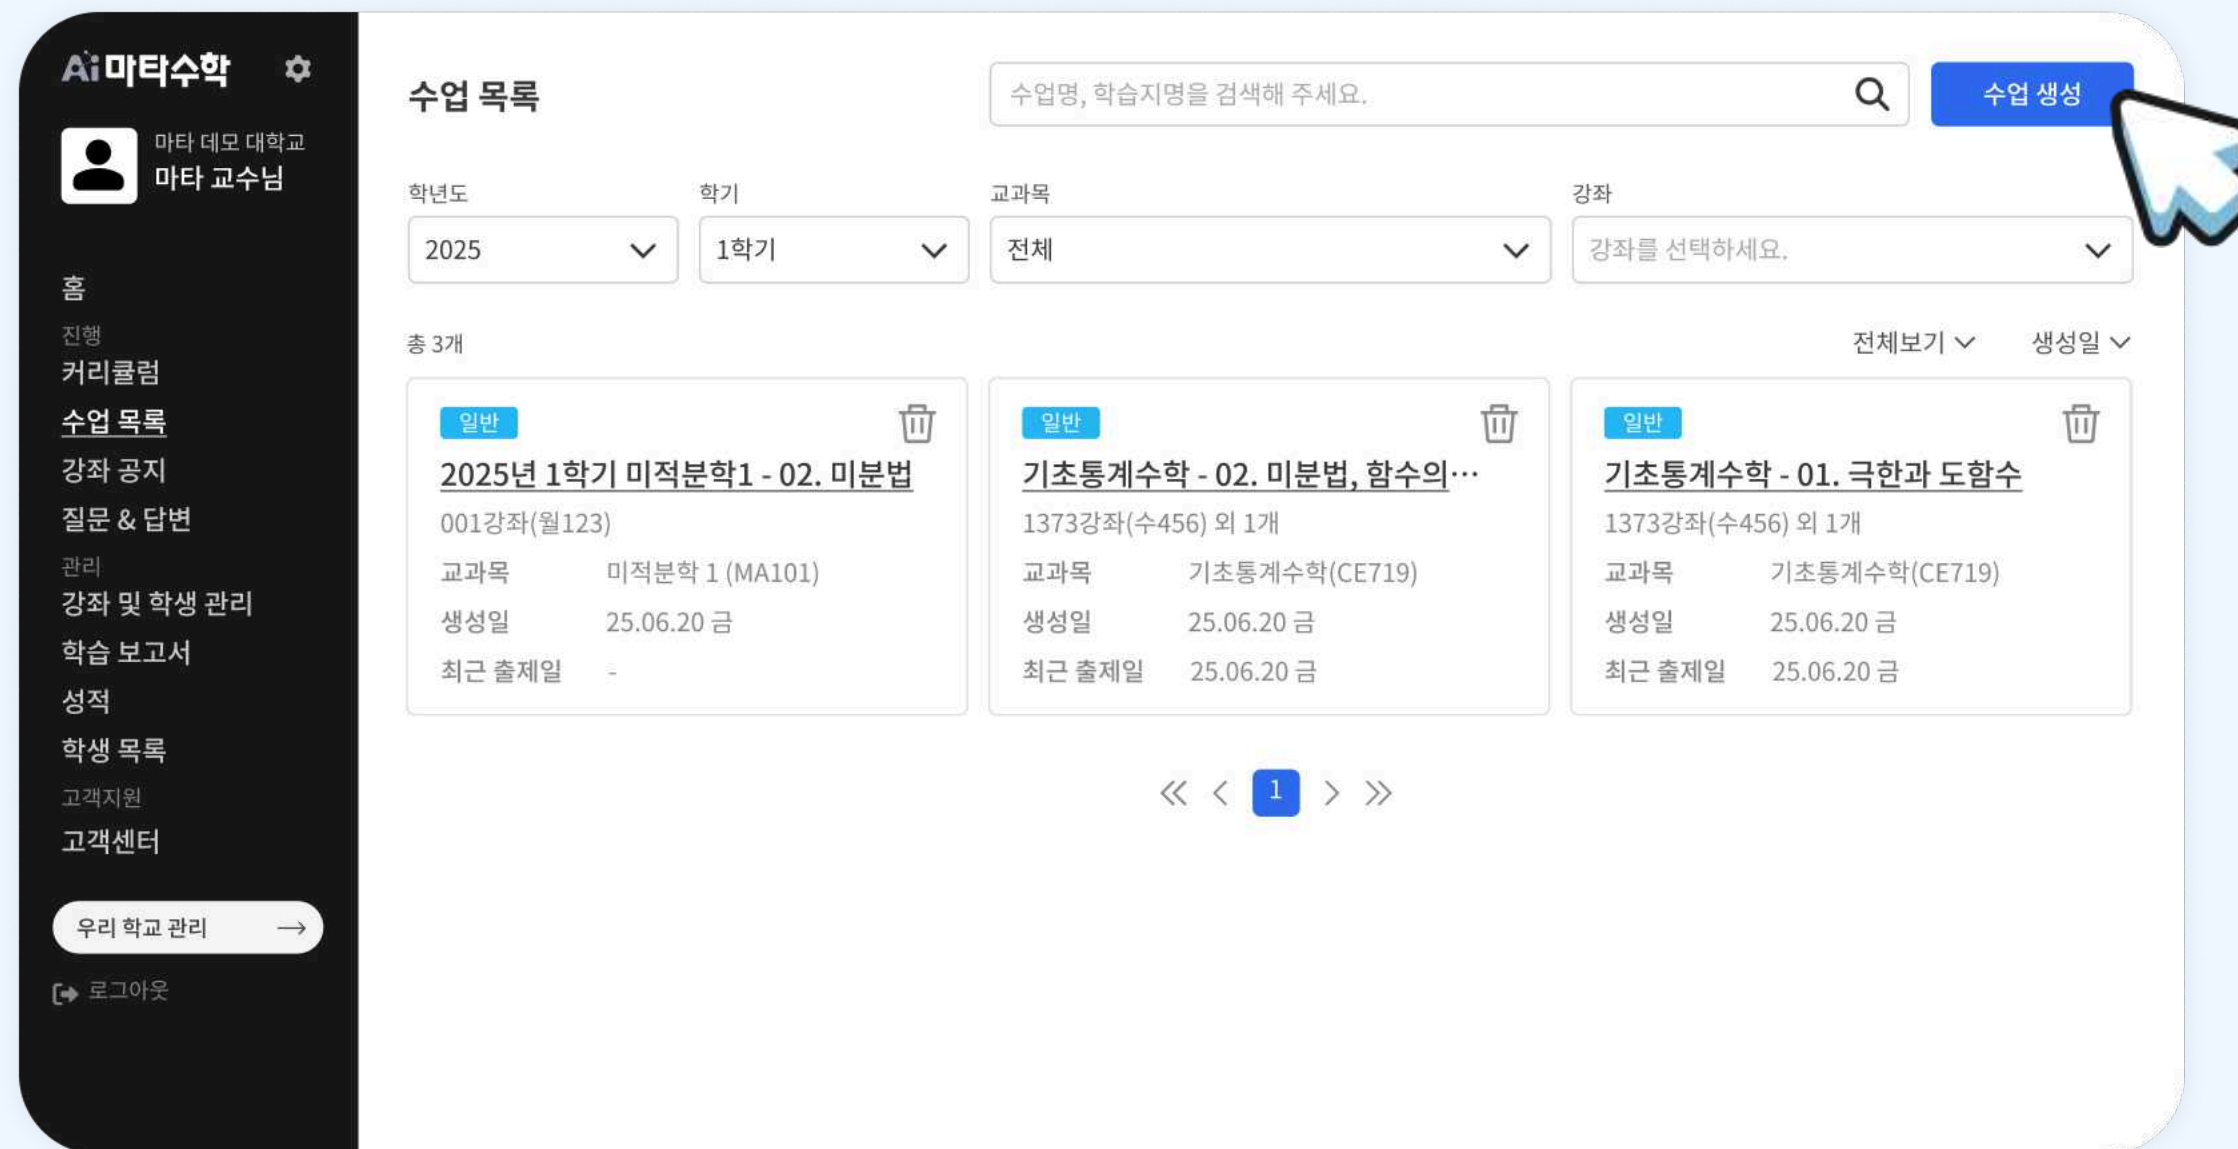 Ai 마타수학
마타 데모 대학교
마타 교수님
홈
진행
커리큘럼
수업 목록
강좌 공지
질문 & 답변
관리
강좌 및 학생 관리
학습 보고서
성적
학생 목록
고객지원
고객센터
우리 학교 관리 →
로그아웃
수업 목록
수업명, 학습지명을 검색해 주세요.
수업 생성
학년도
2025
학기
1학기
교과목
전체
강좌
강좌를 선택하세요.
총 3개
전체보기
생성일
일반
2025년 1학기 미적분학1 - 02. 미분법
001강좌(월123)
교과목 미적분학 1 (MA101)
생성일 25.06.20 금
최근 출제일 -
일반
기초통계수학 - 02. 미분법, 함수의…
1373강좌(수456) 외 1개
교과목 기초통계수학(CE719)
생성일 25.06.20 금
최근 출제일 25.06.20 금
일반
기초통계수학 - 01. 극한과 도함수
1373강좌(수456) 외 1개
교과목 기초통계수학(CE719)
생성일 25.06.20 금
최근 출제일 25.06.20 금
1